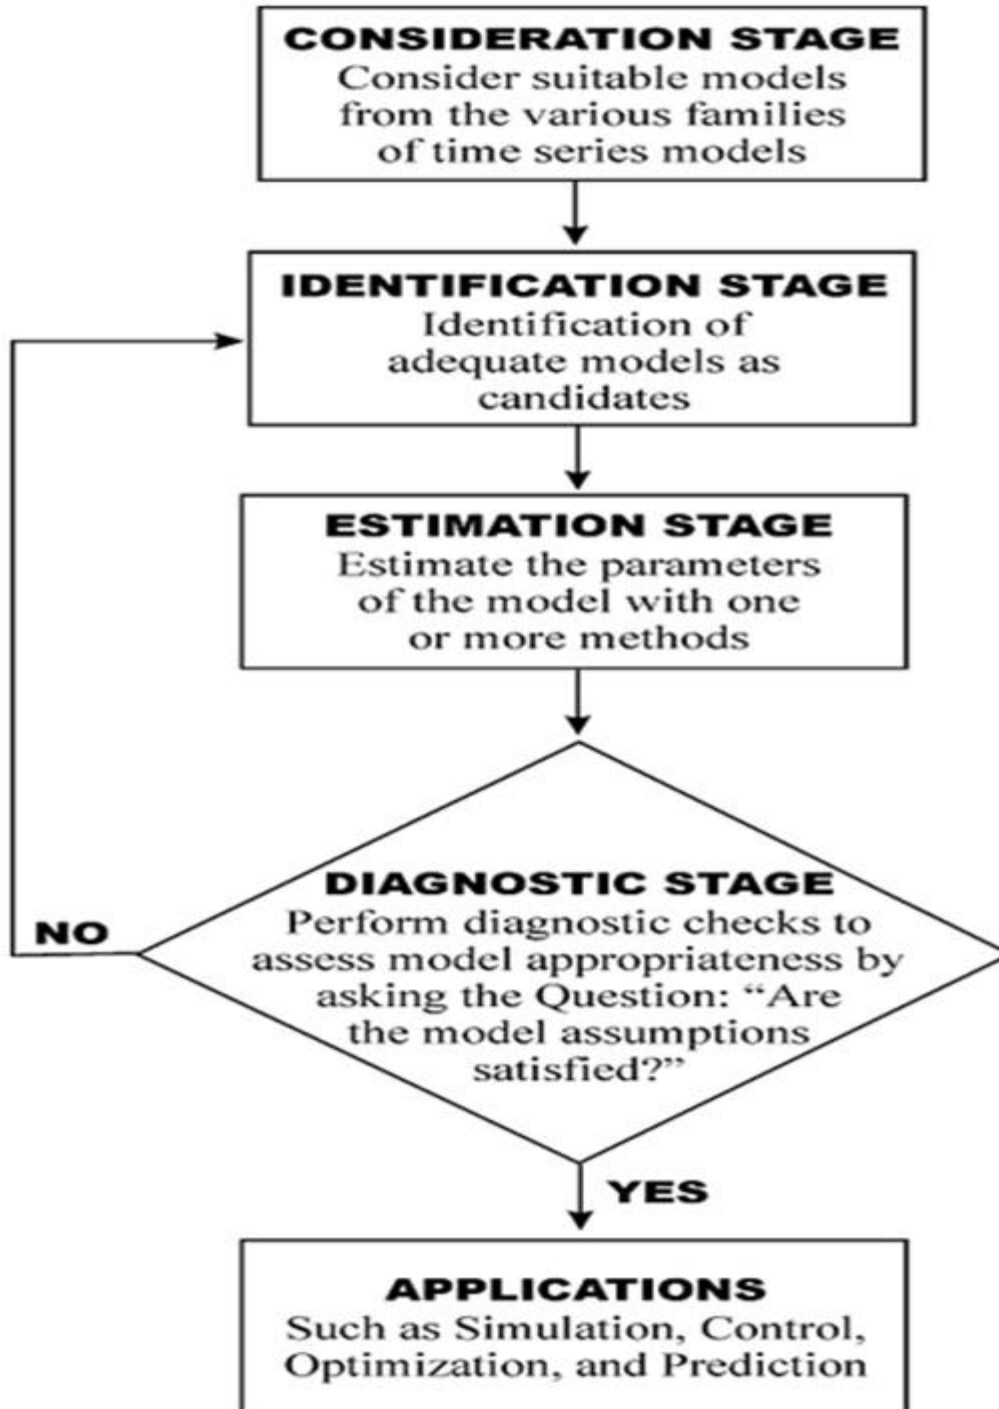 CONSIDERATION STAGE
Consider suitable models
from the various families
of time series models
IDENTIFICATION STAGE
Identification of
adequate models as
candidates
ESTIMATION STAGE
Estimate the parameters
of the model with one
or more methods
DIAGNOSTIC STAGE
Perform diagnostic checks to
assess model appropriateness by
asking the Question: “Are
the model assumptions
satisfied?”
NO
YES
APPLICATIONS
Such as Simulation, Control,
Optimization, and Prediction